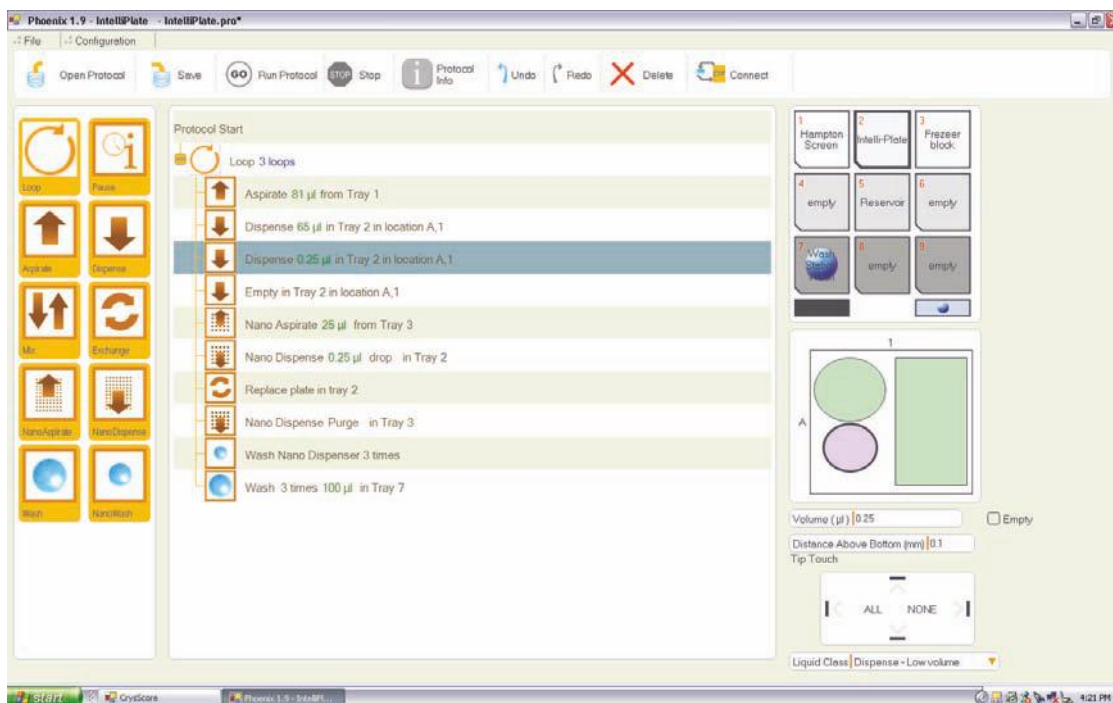 Phoenix 1.9 - IntelliPlate - IntelliPlate.pro*
File Configuration
Open Protocol Save GO Run Protocol STOP Stop i Protocol Info Undo Redo Delete Connect
Loop Pause
Aspirate Dispense
Mix Exchange
NanoAspirate NanoDispense
Wash NanoWash
Protocol Start
Loop 3 loops
Aspirate 81 µl from Tray 1
Dispense 65 µl in Tray 2 in location A,1
Dispense 0.25 µl in Tray 2 in location A,1
Empty in Tray 2 in location A,1
Nano Aspirate 25 µl from Tray 3
Nano Dispense 0.25 µl drop in Tray 2
Replace plate in tray 2
Nano Dispense Purge in Tray 3
Wash Nano Dispenser 3 times
Wash 3 times 100 µl in Tray 7
1 Hampton Screen
2 Intelli-Plate
3 Frezeer block
4 empty
5 Reservoir
6 empty
7 Wash
8 empty
9 empty
1
A
Volume (µl) 0.25 Empty
Distance Above Bottom (mm) 0.1
Tip Touch
ALL NONE
Liquid Class Dispense - Low volume
start CrystScore Phoenix 1.9 - IntelliPl... 4:21 PM